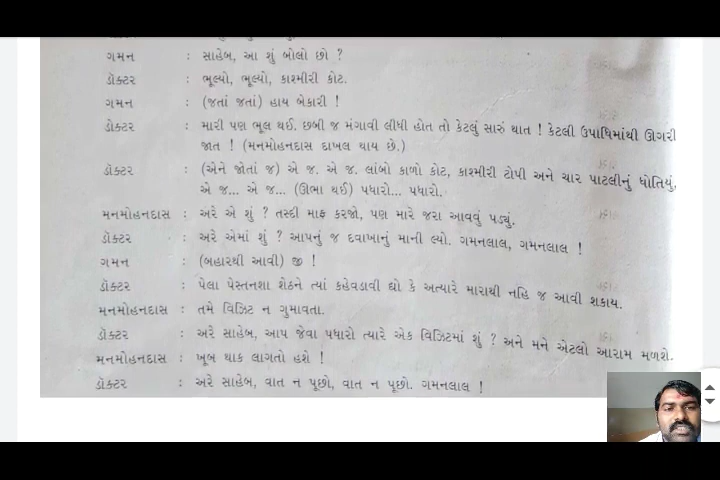 ગમન : સાહેબ, આ શું બોલો છો ?
ડૉક્ટર : ભૂલ્યો, ભૂલ્યો, કાશ્મીરી કોટ.
ગમન : (જતાં જતાં) હાય બેકારી !
ડોક્ટર : મારી પણ ભૂલ થઈ. છબી જ મંગાવી લીધી હોત તો કેટલું સારું થાત ! કેટલી ઉપાધિમાંથી ઊગરી
જાત ! (મનમોહનદાસ દાખલ થાય છે.)
ડૉક્ટર : (એને જોતાં જ) એ જ. એ જ. લાંબો કાળો કોટ, કાશ્મીરી ટોપી અને ચાર પાટલીનું ધોતિયું,
એ જ... એ જ... (ઊભા થઈ) પધારો... પધારો.
મનમોહનદાસ : અરે એ શું ? તસ્દી માફ કરજો, પણ મારે જરા આવવું પડ્યું.
ડૉક્ટર : અરે એમાં શું ? આપનું જ દવાખાનું માની લ્યો. ગમનલાલ, ગમનલાલ !
ગમન : (બહારથી આવી) જી !
ડૉક્ટર : પેલા પેસ્તનશા શેઠને ત્યાં કહેવડાવી દ્યો કે અત્યારે મારાથી નહિ જ આવી શકાય.
મનમોહનદાસ : તમે વિઝિટ ન ગુમાવતા.
ડૉક્ટર : અરે સાહેબ, આપ જેવા પધારો ત્યારે એક વિઝિટમાં શું ? અને મને એટલો આરામ મળશે.
મનમોહનદાસ : ખૂબ થાક લાગતો હશે !
ડૉક્ટર : અરે સાહેબ, વાત ન પૂછો, વાત ન પૂછો. ગમનલાલ !